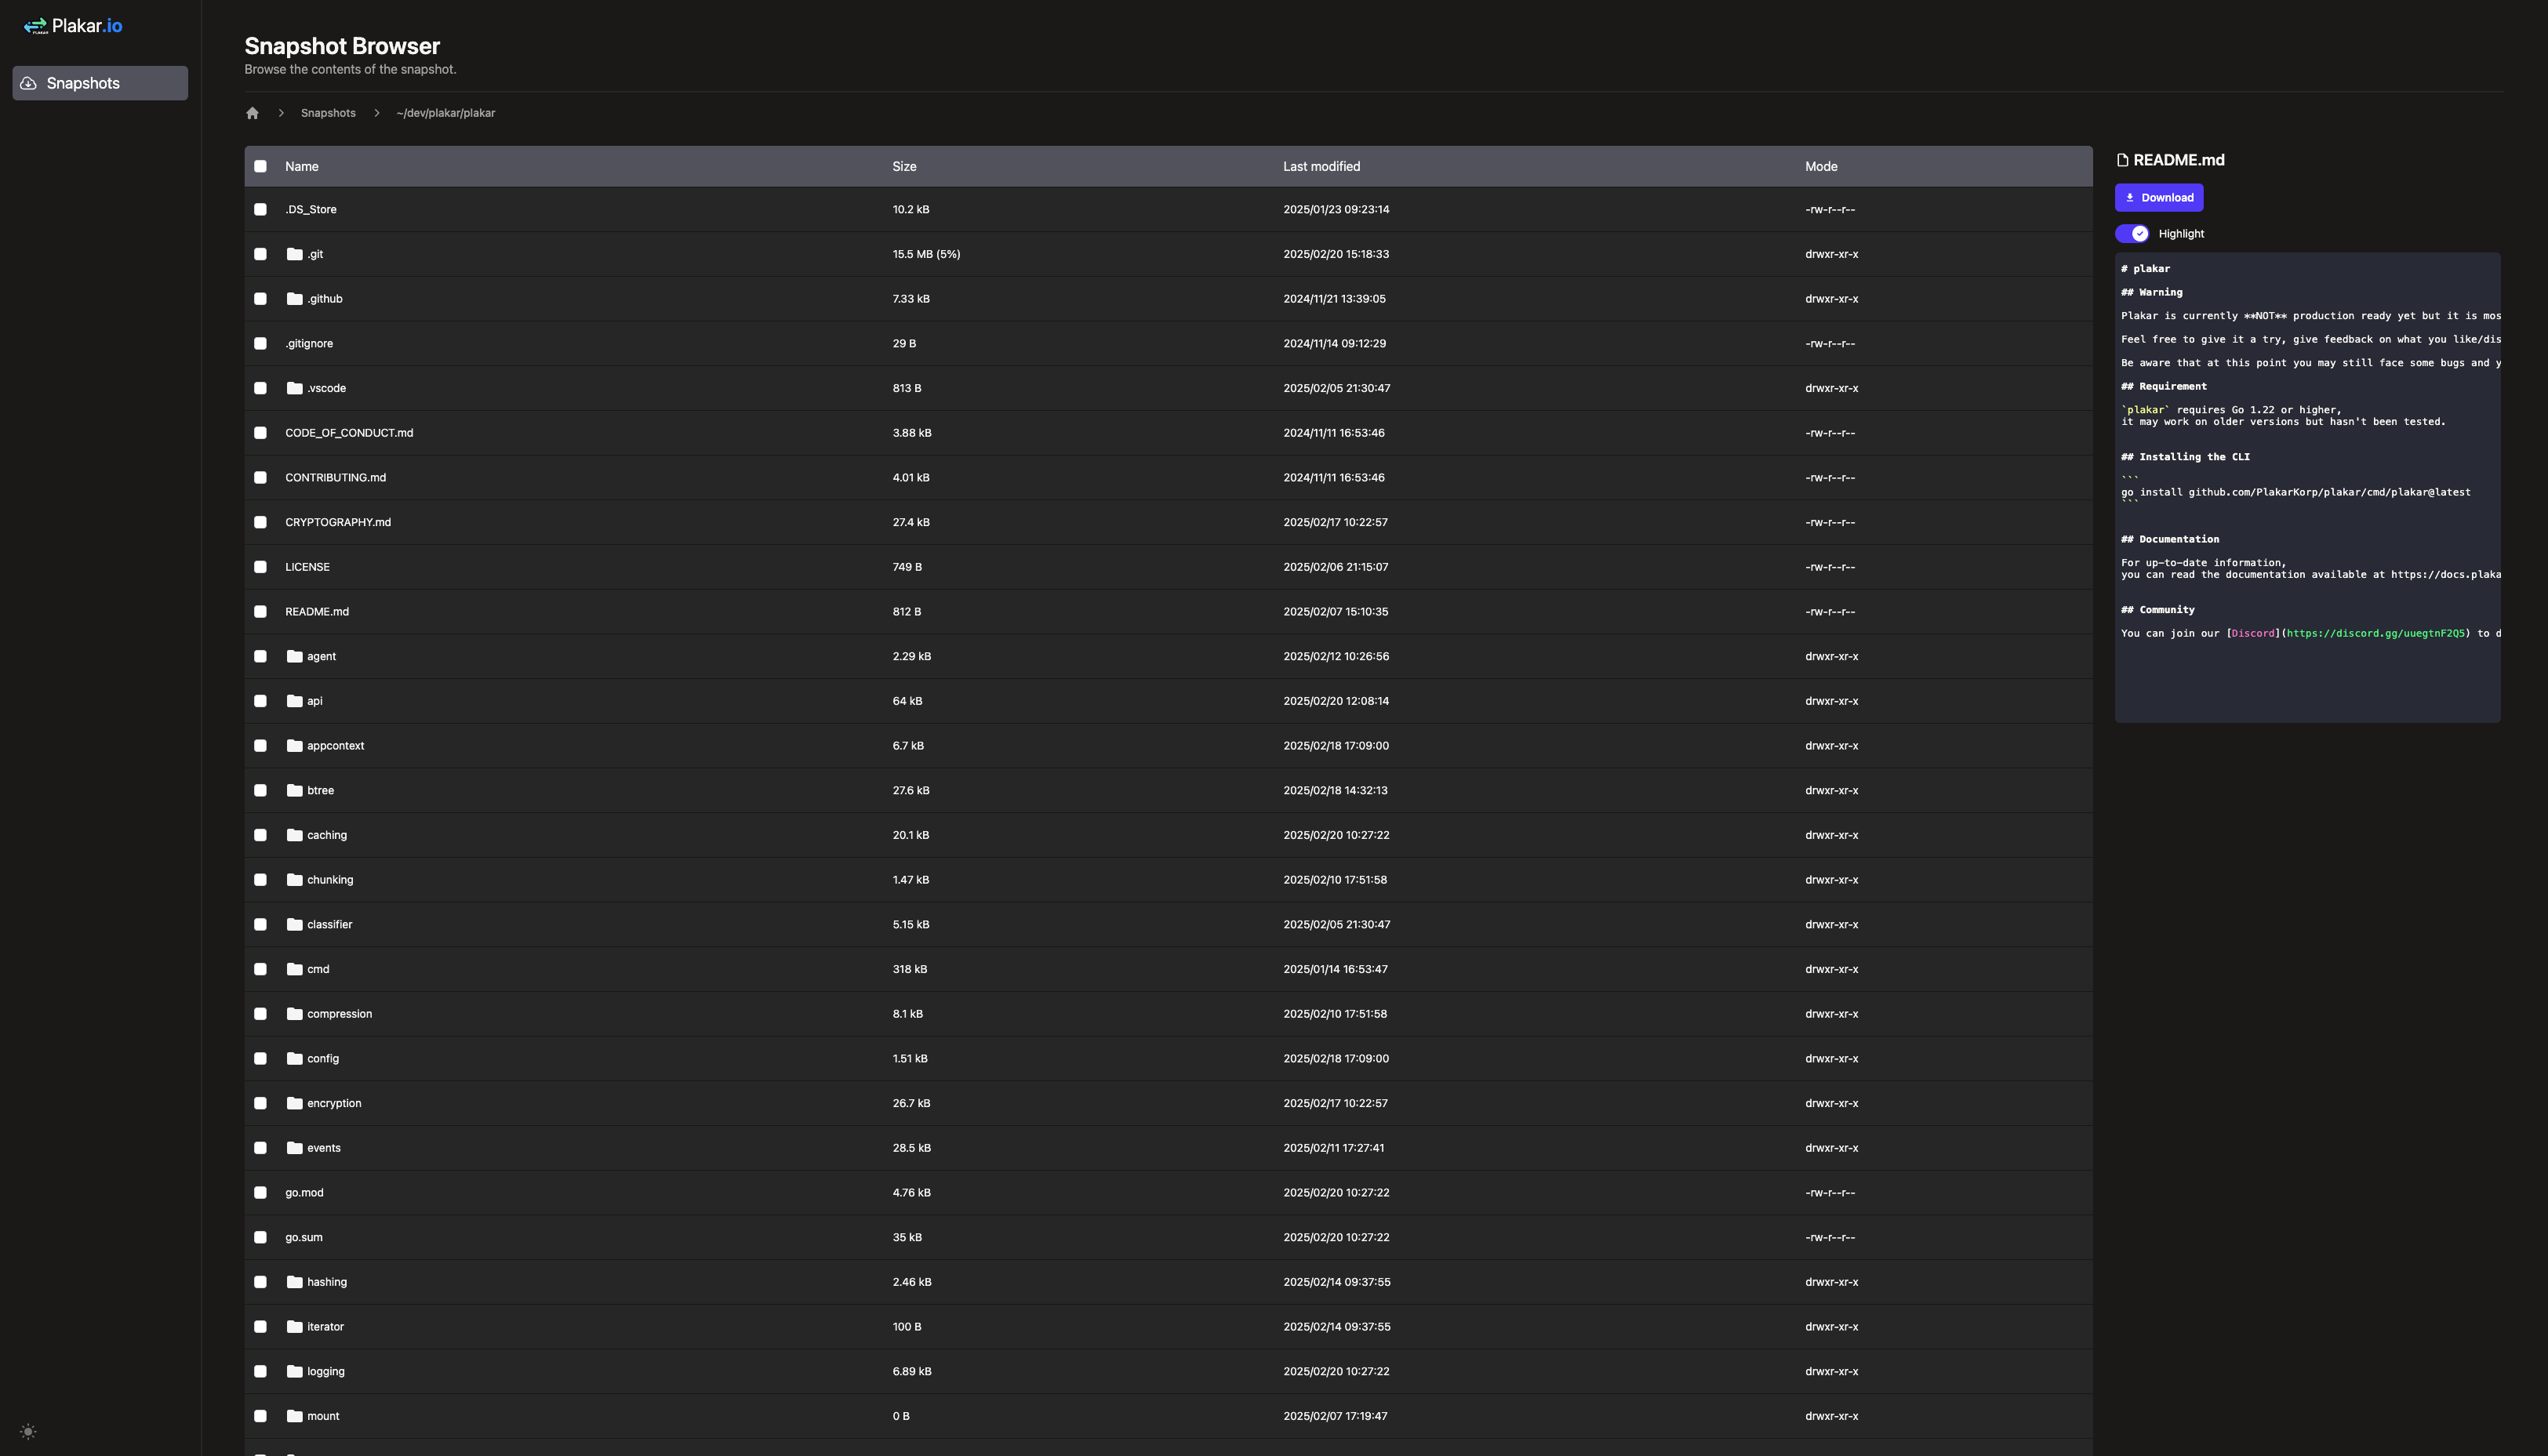 Plakar.io
Snapshots
Snapshot Browser
Browse the contents of the snapshot.
Snapshots ~/dev/plakar/plakar
Name Size Last modified Mode
.DS_Store 10.2 kB 2025/01/23 09:23:14 -rw-r--r--
.git 15.5 MB (5%) 2025/02/20 15:18:33 drwxr-xr-x
.github 7.33 kB 2024/11/21 13:39:05 drwxr-xr-x
.gitignore 29 B 2024/11/14 09:12:29 -rw-r--r--
.vscode 813 B 2025/02/05 21:30:47 drwxr-xr-x
CODE_OF_CONDUCT.md 3.88 kB 2024/11/11 16:53:46 -rw-r--r--
CONTRIBUTING.md 4.01 kB 2024/11/11 16:53:46 -rw-r--r--
CRYPTOGRAPHY.md 27.4 kB 2025/02/17 10:22:57 -rw-r--r--
LICENSE 749 B 2025/02/06 21:15:07 -rw-r--r--
README.md 812 B 2025/02/07 15:10:35 -rw-r--r--
agent 2.29 kB 2025/02/12 10:26:56 drwxr-xr-x
api 64 kB 2025/02/20 12:08:14 drwxr-xr-x
appcontext 6.7 kB 2025/02/18 17:09:00 drwxr-xr-x
btree 27.6 kB 2025/02/18 14:32:13 drwxr-xr-x
caching 20.1 kB 2025/02/20 10:27:22 drwxr-xr-x
chunking 1.47 kB 2025/02/10 17:51:58 drwxr-xr-x
classifier 5.15 kB 2025/02/05 21:30:47 drwxr-xr-x
cmd 318 kB 2025/01/14 16:53:47 drwxr-xr-x
compression 8.1 kB 2025/02/10 17:51:58 drwxr-xr-x
config 1.51 kB 2025/02/18 17:09:00 drwxr-xr-x
encryption 26.7 kB 2025/02/17 10:22:57 drwxr-xr-x
events 28.5 kB 2025/02/11 17:27:41 drwxr-xr-x
go.mod 4.76 kB 2025/02/20 10:27:22 -rw-r--r--
go.sum 35 kB 2025/02/20 10:27:22 -rw-r--r--
hashing 2.46 kB 2025/02/14 09:37:55 drwxr-xr-x
iterator 100 B 2025/02/14 09:37:55 drwxr-xr-x
logging 6.89 kB 2025/02/20 10:27:22 drwxr-xr-x
mount 0 B 2025/02/07 17:19:47 drwxr-xr-x
README.md
Download
Highlight
# plakar
## Warning
Plakar is currently **NOT** production ready yet but it is mos
Feel free to give it a try, give feedback on what you like/dis
Be aware that at this point you may still face some bugs and y
## Requirement
`plakar` requires Go 1.22 or higher,
it may work on older versions but hasn't been tested.
## Installing the CLI
```
go install github.com/PlakarKorp/plakar/cmd/plakar@latest
```
## Documentation
For up-to-date information,
you can read the documentation available at https://docs.plaka
## Community
You can join our [Discord](https://discord.gg/uuegtnF2Q5) to d